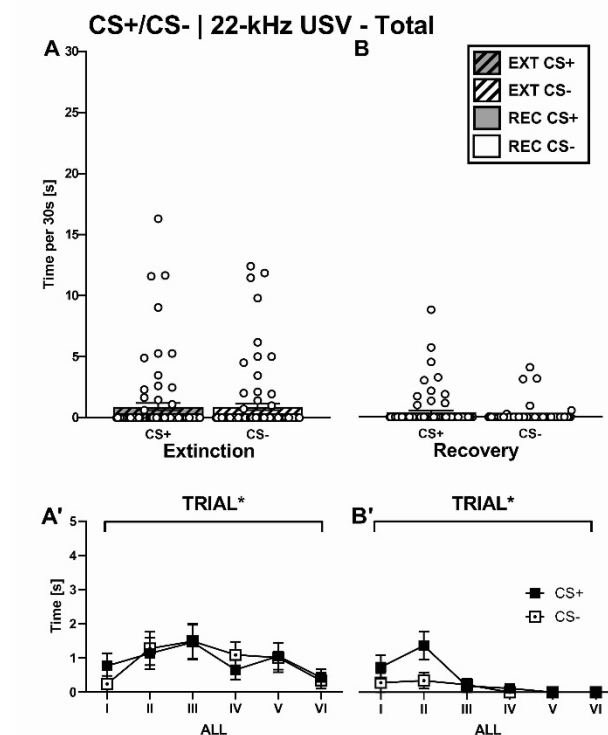 CS+/CS- | 22-kHz USV - Total
A
B
EXT CS+
EXT CS-
REC CS+
REC CS-
Time per 30s [s]
30
25
20
15
10
5
0
CS+ CS-
Extinction
CS+ CS-
Recovery
A'
TRIAL*
B'
TRIAL*
Time [s]
5
4
3
2
1
0
CS+
CS-
I II III IV V VI
ALL
I II III IV V VI
ALL